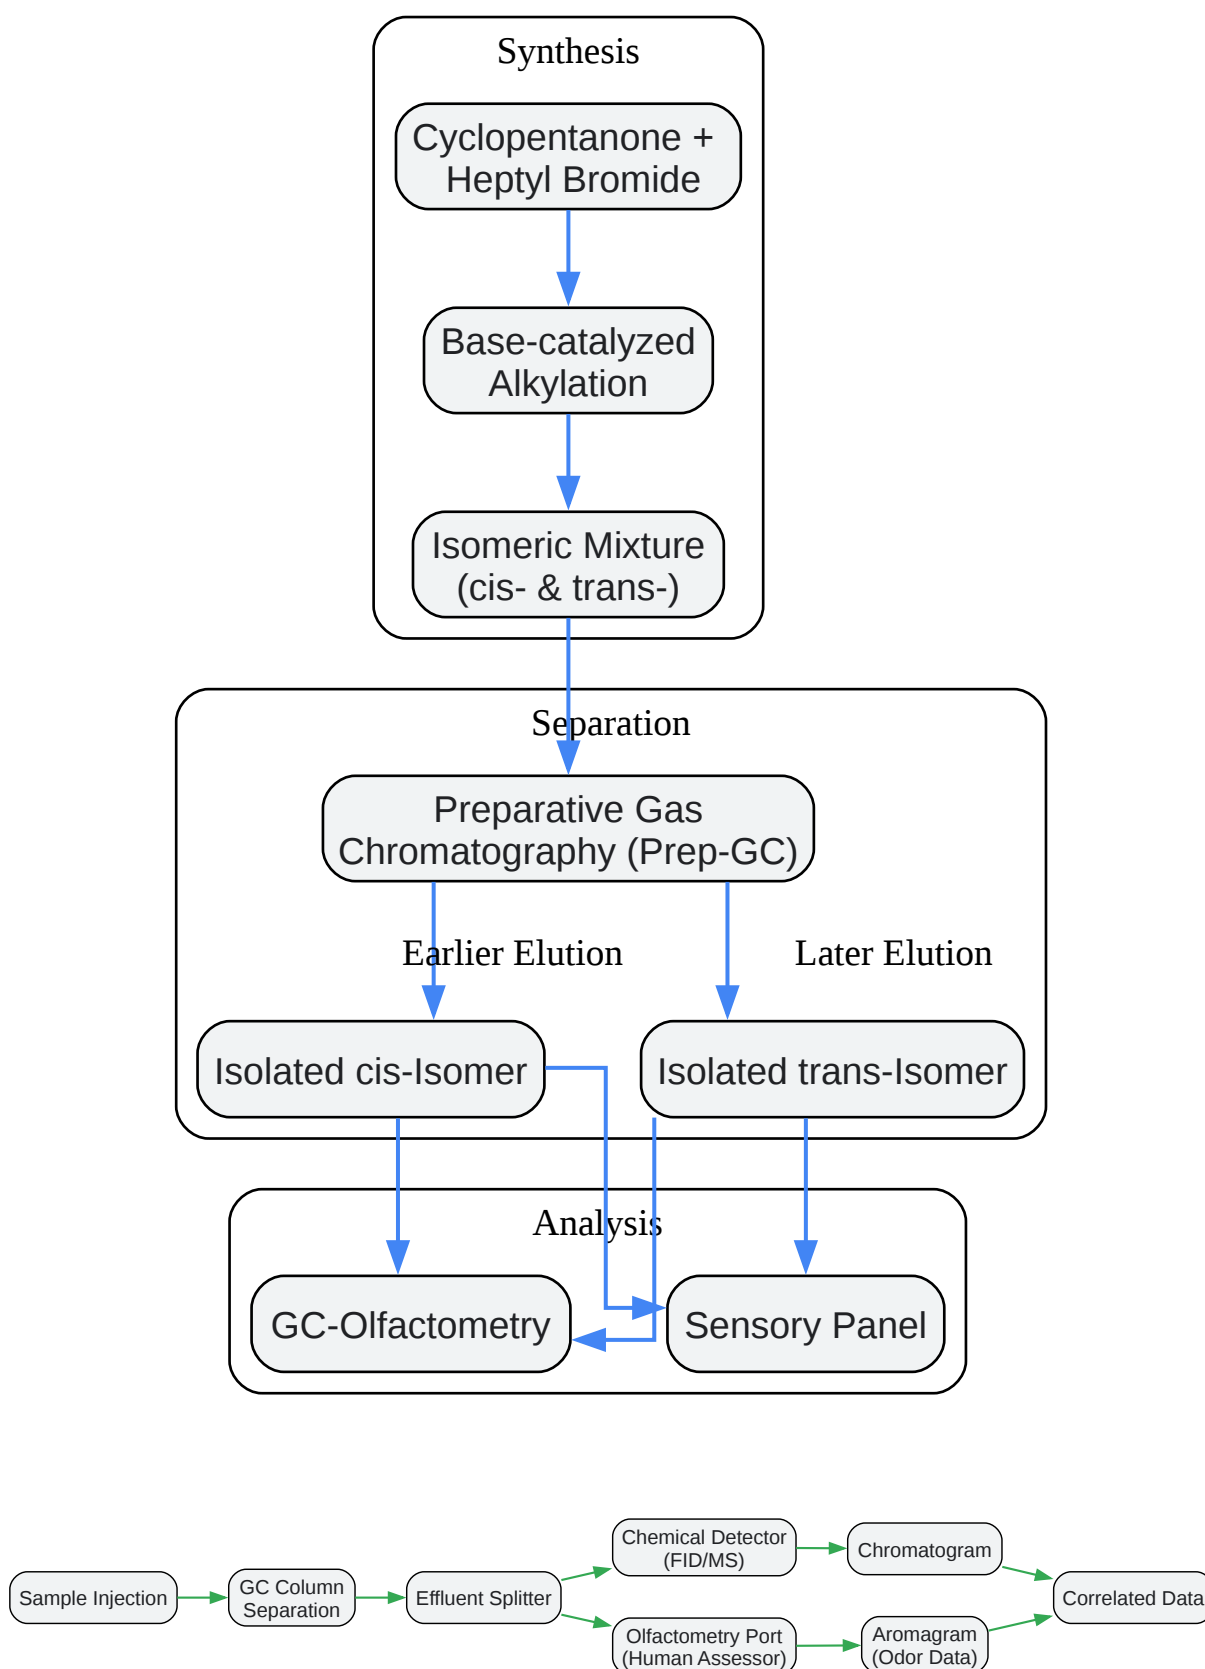 Synthesis
Cyclopentanone +
Heptyl Bromide
Base-catalyzed
Alkylation
Isomeric Mixture
(cis- & trans-)
Separation
Preparative Gas
Chromatography (Prep-GC)
Earlier Elution
Later Elution
Isolated cis-Isomer
Isolated trans-Isomer
Analysis
GC-Olfactometry
Sensory Panel
Sample Injection
GC Column
Separation
Effluent Splitter
Chemical Detector
(FID/MS)
Chromatogram
Olfactometry Port
(Human Assessor)
Aromagram
(Odor Data)
Correlated Data